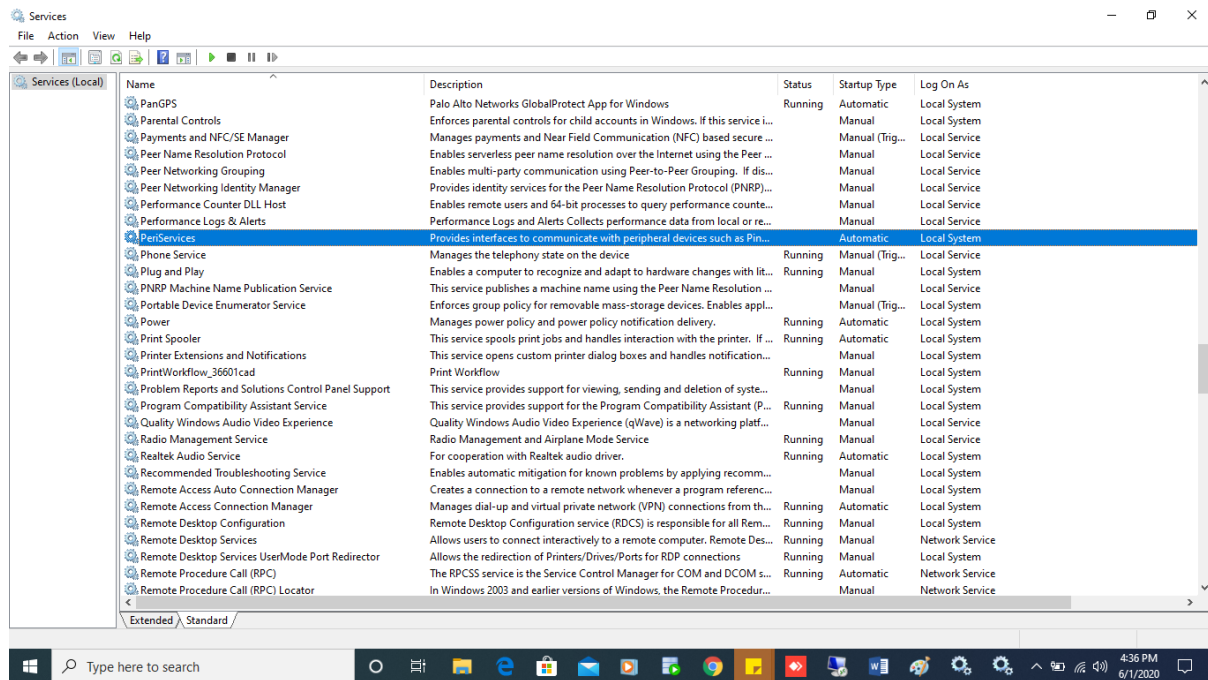 Services
File Action View Help
Services (Local)
Name Description Status Startup Type Log On As
PanGPS Palo Alto Networks GlobalProtect App for Windows Running Automatic Local System
Parental Controls Enforces parental controls for child accounts in Windows. If this service i... Manual Local System
Payments and NFC/SE Manager Manages payments and Near Field Communication (NFC) based secure ... Manual (Trig... Local Service
Peer Name Resolution Protocol Enables serverless peer name resolution over the Internet using the Peer ... Manual Local Service
Peer Networking Grouping Enables multi-party communication using Peer-to-Peer Grouping. If dis... Manual Local Service
Peer Networking Identity Manager Provides identity services for the Peer Name Resolution Protocol (PNRP)... Manual Local Service
Performance Counter DLL Host Enables remote users and 64-bit processes to query performance counte... Manual Local Service
Performance Logs & Alerts Performance Logs and Alerts Collects performance data from local or re... Manual Local Service
PeriServices Provides interfaces to communicate with peripheral devices such as Pin... Automatic Local System
Phone Service Manages the telephony state on the device Running Manual (Trig... Local Service
Plug and Play Enables a computer to recognize and adapt to hardware changes with lit... Running Manual Local System
PNRP Machine Name Publication Service This service publishes a machine name using the Peer Name Resolution ... Manual Local Service
Portable Device Enumerator Service Enforces group policy for removable mass-storage devices. Enables appl... Manual (Trig... Local System
Power Manages power policy and power policy notification delivery. Running Automatic Local System
Print Spooler This service spools print jobs and handles interaction with the printer. If ... Running Automatic Local System
Printer Extensions and Notifications This service opens custom printer dialog boxes and handles notification... Manual Local System
PrintWorkflow_36601cad Print Workflow Running Manual Local System
Problem Reports and Solutions Control Panel Support This service provides support for viewing, sending and deletion of syste... Manual Local System
Program Compatibility Assistant Service This service provides support for the Program Compatibility Assistant (P... Running Manual Local System
Quality Windows Audio Video Experience Quality Windows Audio Video Experience (qWave) is a networking platf... Manual Local Service
Radio Management Service Radio Management and Airplane Mode Service Running Manual Local Service
Realtek Audio Service For cooperation with Realtek audio driver. Running Automatic Local System
Recommended Troubleshooting Service Enables automatic mitigation for known problems by applying recomm... Manual Local System
Remote Access Auto Connection Manager Creates a connection to a remote network whenever a program referenc... Manual Local System
Remote Access Connection Manager Manages dial-up and virtual private network (VPN) connections from th... Running Automatic Local System
Remote Desktop Configuration Remote Desktop Configuration service (RDCS) is responsible for all Rem... Running Manual Local System
Remote Desktop Services Allows users to connect interactively to a remote computer. Remote Des... Running Manual Network Service
Remote Desktop Services UserMode Port Redirector Allows the redirection of Printers/Drives/Ports for RDP connections Running Manual Local System
Remote Procedure Call (RPC) The RPCSS service is the Service Control Manager for COM and DCOM s... Running Automatic Network Service
Remote Procedure Call (RPC) Locator In Windows 2003 and earlier versions of Windows, the Remote Procedur... Manual Network Service
Extended Standard
Type here to search
4:36 PM
6/1/2020